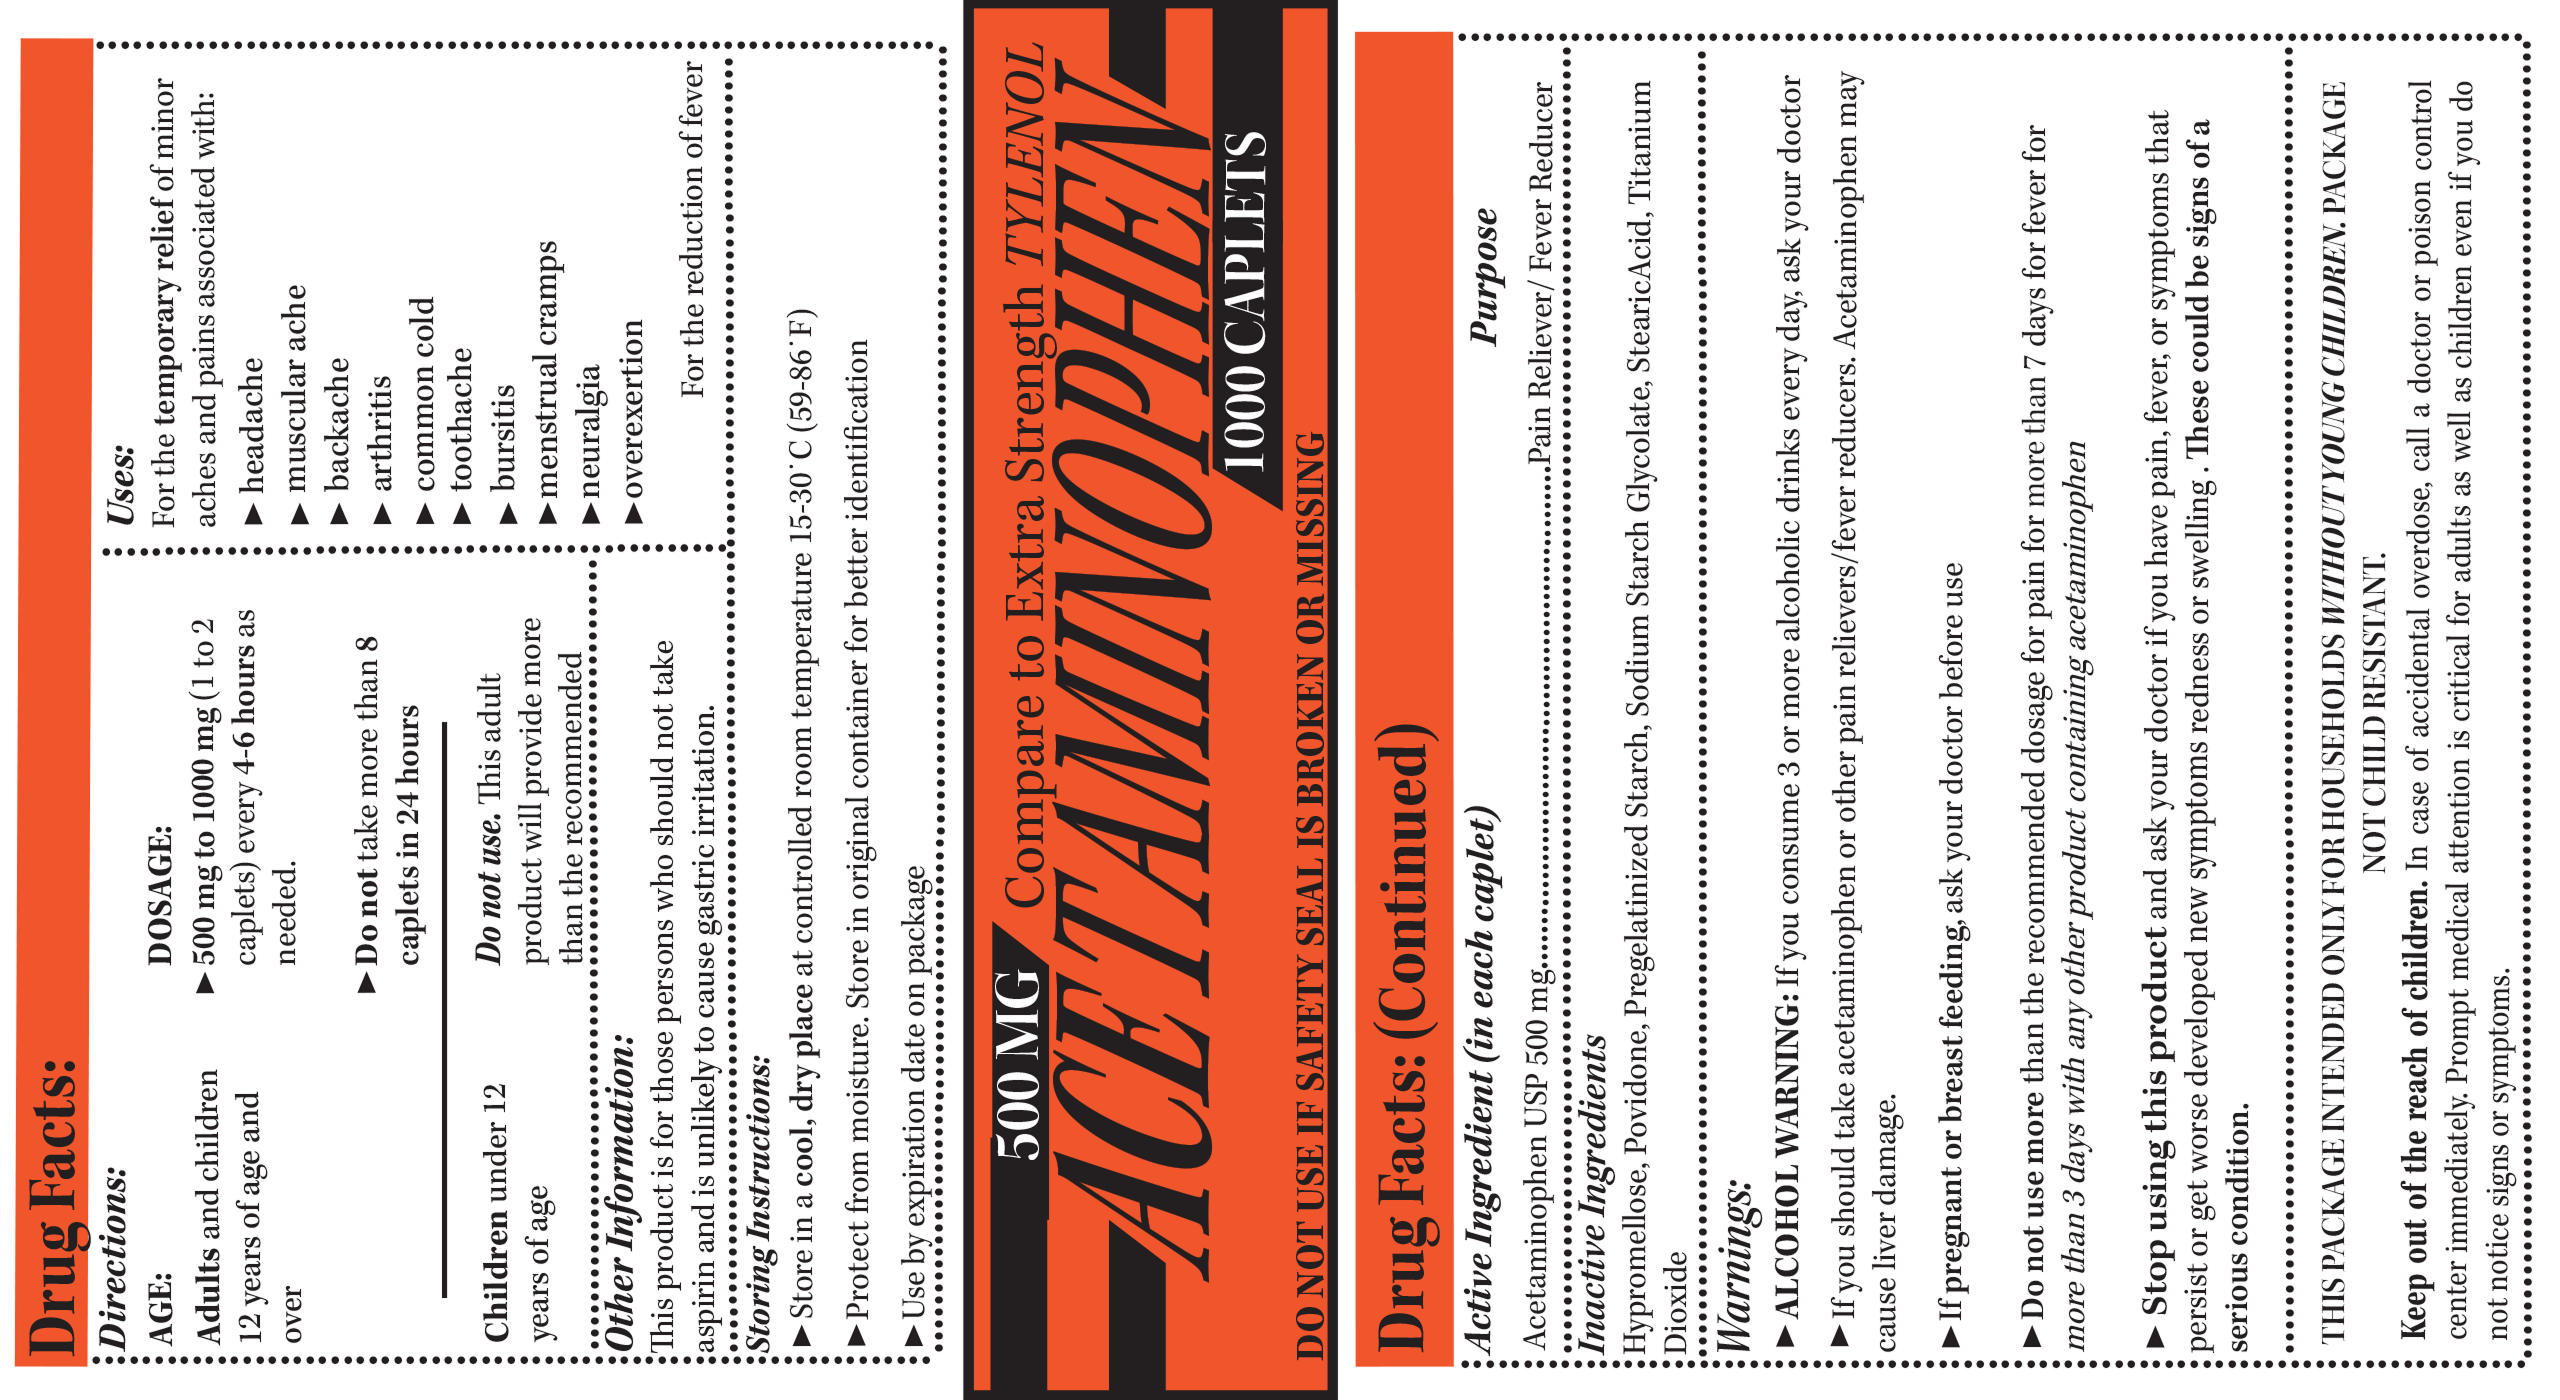 Drug Facts:
Directions:
AGE:
DOSAGE:
Adults and children
12 years of age and
over
►500 mg to 1000 mg (1 to 2
caplets) every 4-6 hours as
needed.
►Do not take more than 8
caplets in 24 hours
Children under 12
years of age
Do not use. This adult
product will provide more
than the recommended
Uses:
For the temporary relief of minor
aches and pains associated with:
► headache
► muscular ache
► backache
► arthritis
► common cold
► toothache
► bursitis
► menstrual cramps
► neuralgia
►overexertion
For the reduction of fever
Other Information:
This product is for those persons who should not take
aspirin and is unlikely to cause gastric irritation.
Storing Instructions:
► Store in a cool, dry place at controlled room temperature 15-30˙C (59-86˙F)
► Protect from moisture. Store in original container for better identification
► Use by expiration date on package
500 MG
Compare to Extra Strength TYLENOL
ACETAMINOPHEN
1000 CAPLETS
DO NOT USE IF SAFETY SEAL IS BROKEN OR MISSING
Drug Facts: (Continued)
Active Ingredient (in each caplet)
Purpose
Acetaminophen USP 500 mg..........Pain Reliever/ Fever Reducer
Inactive Ingredients
Hypromellose, Povidone, Pregelatinized Starch, Sodium Starch Glycolate, StearicAcid, Titanium
Dioxide
Warnings:
► ALCOHOL WARNING: If you consume 3 or more alcoholic drinks every day, ask your doctor
► If you should take acetaminophen or other pain relievers/fever reducers. Acetaminophen may
cause liver damage.
► If pregnant or breast feeding, ask your doctor before use
► Do not use more than the recommended dosage for pain for more than 7 days for fever for
more than 3 days with any other product containing acetaminophen
► Stop using this product and ask your doctor if you have pain, fever, or symptoms that
persist or get worse developed new symptoms redness or swelling . These could be signs of a
serious condition.
THIS PACKAGE INTENDED ONLY FOR HOUSEHOLDS WITHOUT YOUNG CHILDREN. PACKAGE
NOT CHILD RESISTANT.
Keep out of the reach of children. In case of accidental overdose, call a doctor or poison control
center immediately. Prompt medical attention is critical for adults as well as children even if you do
not notice signs or symptoms.